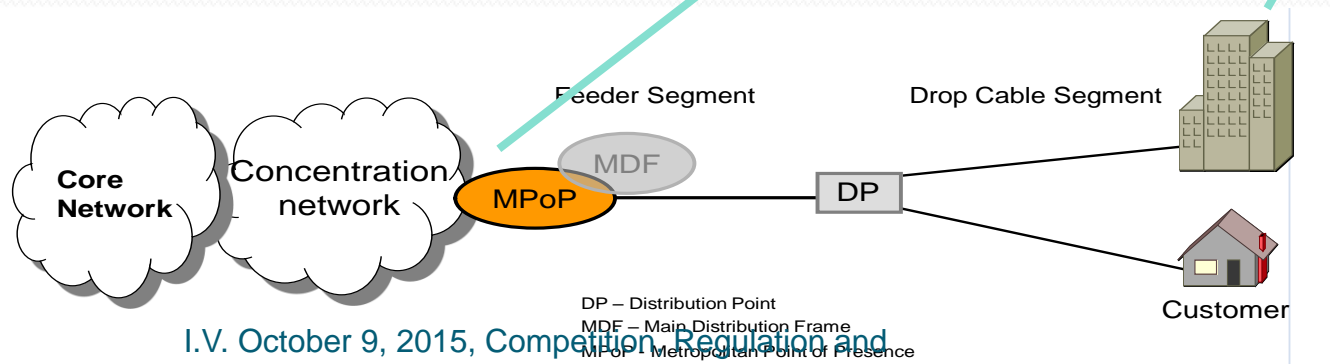 Feeder Segment
Drop Cable Segment
MDF
Core
Network
Concentration
network
MPoP
DP
Customer
DP – Distribution Point
MDF – Main Distribution Frame
MPoP - Metropolitan Point of Presence
I.V. October 9, 2015, Competition, Regulation and